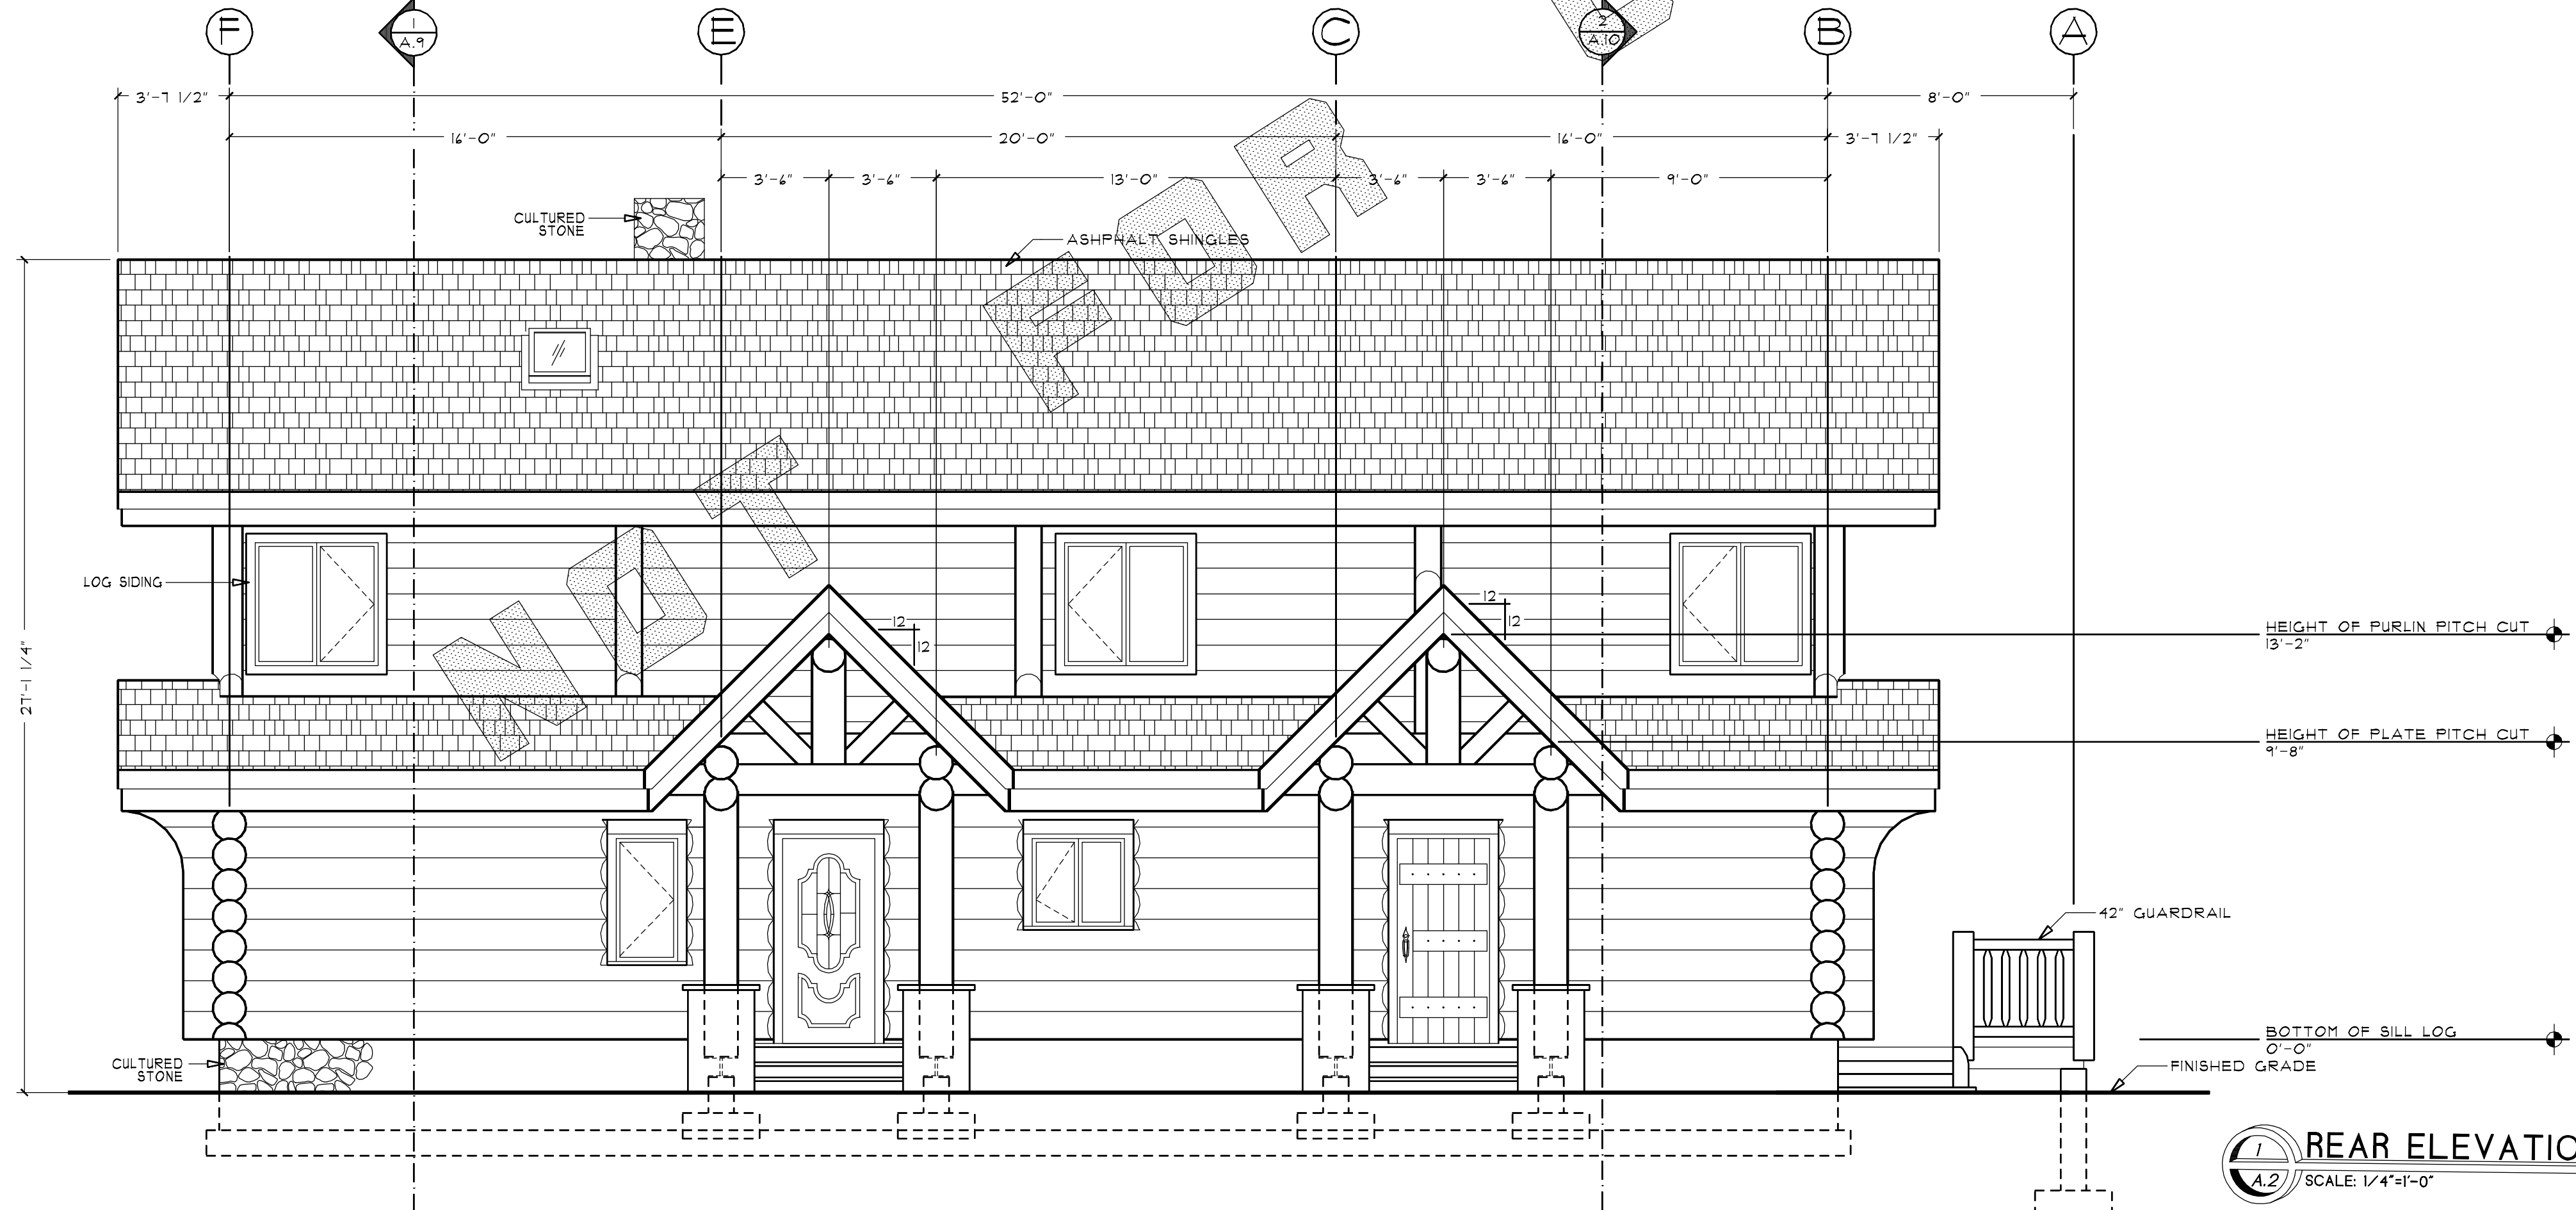 F
1
A.9
E
C
2
A.10
B
A
3'-7 1/2"
52'-0"
8'-0"
16'-0"
20'-0"
16'-0"
3'-7 1/2"
3'-6"
3'-6"
13'-0"
3'-6"
3'-6"
9'-0"
CULTURED
STONE
ASHPHALT SHINGLES
NOT FOR
LOG SIDING
12
12
12
12
HEIGHT OF PURLIN PITCH CUT
13'-2"
27'-1 1/4"
HEIGHT OF PLATE PITCH CUT
9'-8"
42" GUARDRAIL
BOTTOM OF SILL LOG
0'-0"
CULTURED
STONE
FINISHED GRADE
1
A.2
REAR ELEVATIO
SCALE: 1/4"=1'-0"